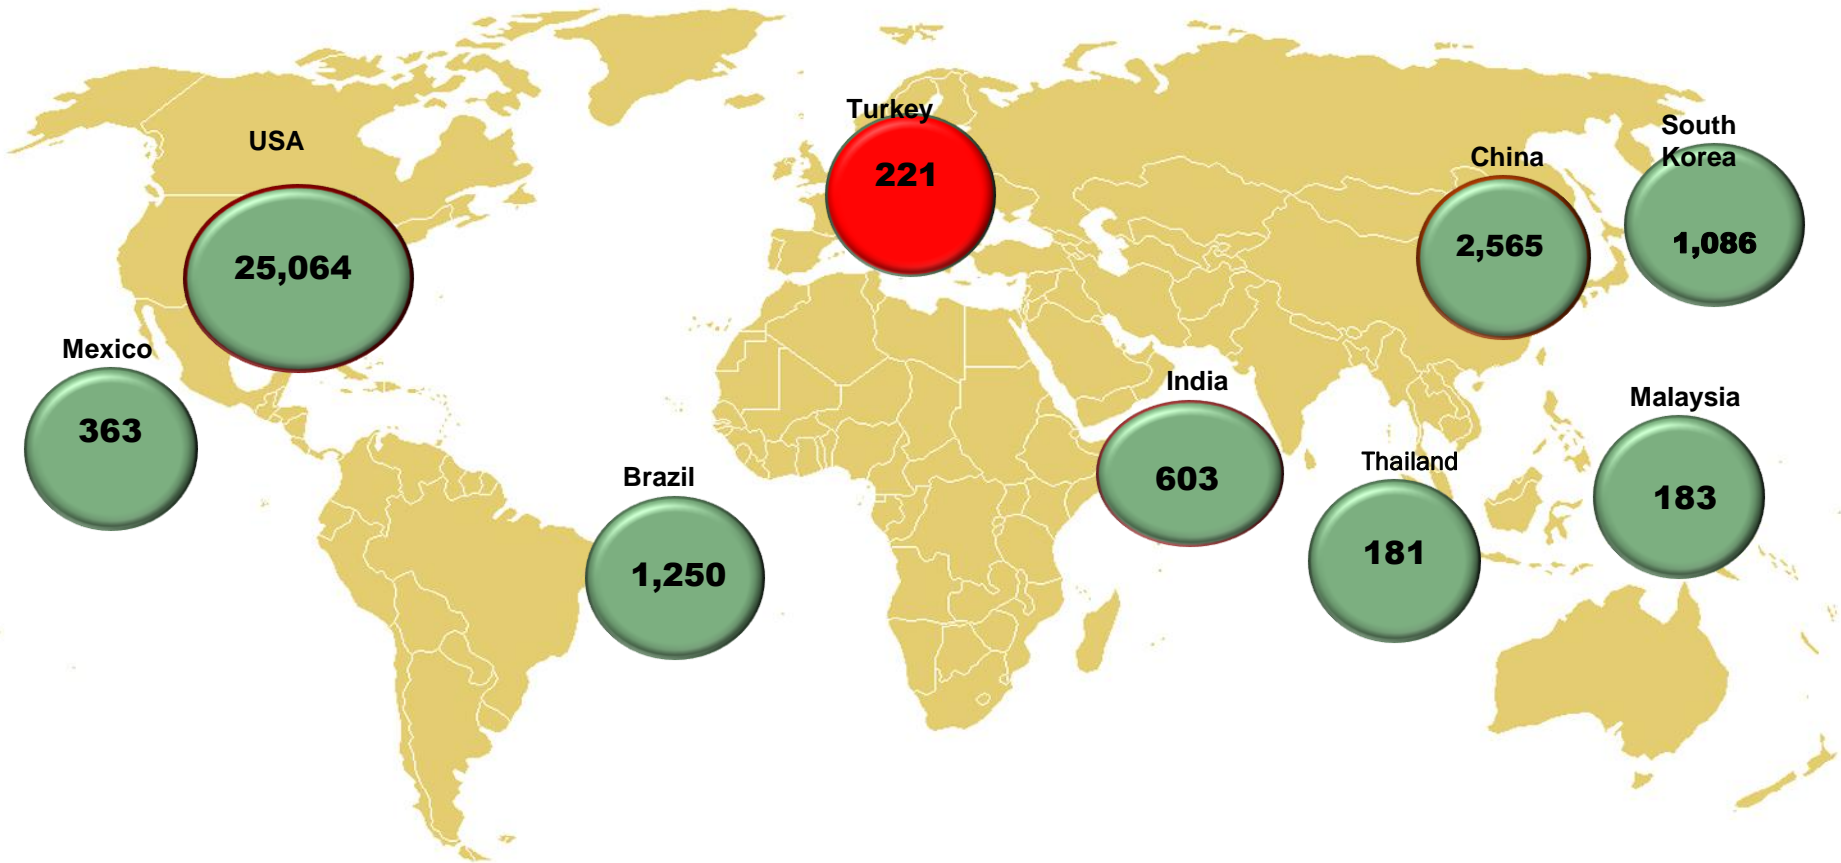 USA
25,064
Mexico
363
Brazil
1,250
Turkey
221
India
603
China
2,565
South
Korea
1,086
Thailand
181
Malaysia
183